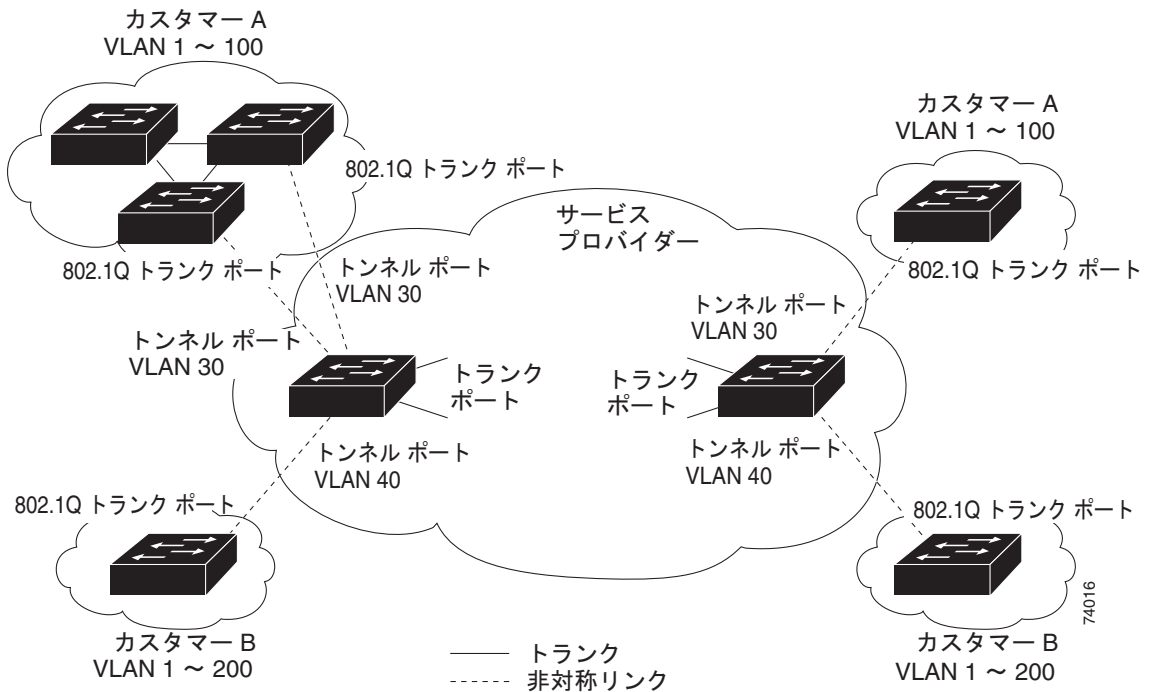 カスタマー A
VLAN 1 ～ 100
カスタマー A
VLAN 1 ～ 100
802.1Q トランク ポート
サービス
プロバイダー
802.1Q トランク ポート
トンネル ポート
VLAN 30
802.1Q トランク ポート
トンネル ポート
VLAN 30
トンネル ポート
VLAN 30
トランク
ポート
トランク
ポート
トンネル ポート
VLAN 40
トンネル ポート
VLAN 40
802.1Q トランク ポート
802.1Q トランク ポート
カスタマー B
VLAN 1 ～ 200
カスタマー B
VLAN 1 ～ 200
74016
トランク
非対称リンク